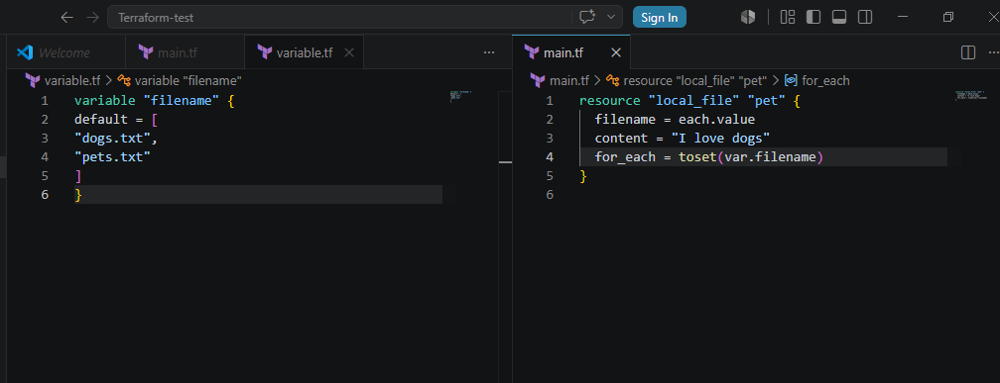 Terraform-test
Sign In
Welcome
main.tf
variable.tf
variable.tf > variable "filename"
1 variable "filename" {
2 default = [
3 "dogs.txt",
4 "pets.txt"
5 ]
6 }
main.tf
main.tf > resource "local_file" "pet" > for_each
1 resource "local_file" "pet" {
2 filename = each.value
3 content = "I love dogs"
4 for_each = toset(var.filename)
5 }
6